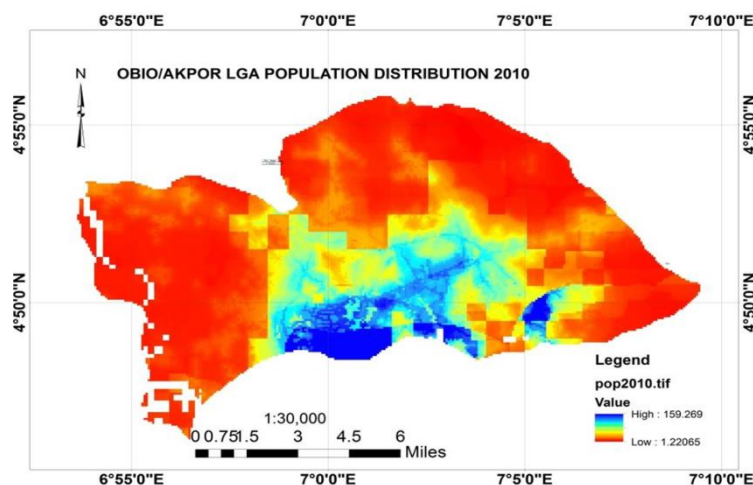 6°55'0"E 7°0'0"E 7°5'0"E 7°10'0"E
N
OBIO/AKPOR LGA POPULATION DISTRIBUTION 2010
4°55'0"N 4°55'0"N
4°50'0"N 4°50'0"N
Legend
pop2010.tif
Value
High : 159.269
Low : 1.22065
1:30,000
0 0.75 1.5 3 4.5 6
Miles
6°55'0"E 7°0'0"E 7°5'0"E 7°10'0"E